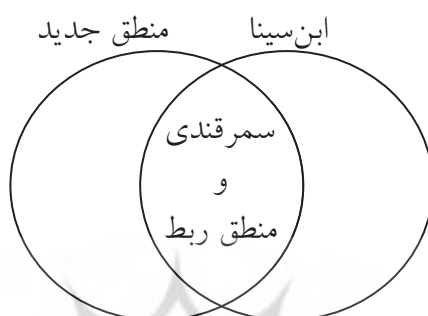 ابن‌سینا
منطق جدید
سمرقندی
و
منطق ربط